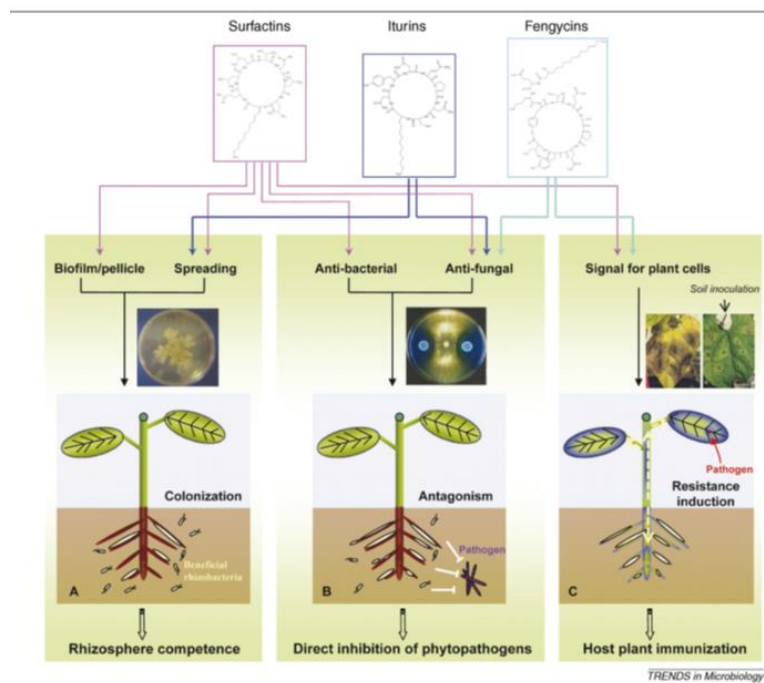 Surfactins
Iturins
Fengycins
Biofilm/pellicle
Spreading
Anti-bacterial
Anti-fungal
Signal for plant cells
Soil inoculation
Colonization
Beneficial
rhizobacteria
A
Antagonism
Pathogen
B
Pathogen
Resistance
induction
C
Rhizosphere competence
Direct inhibition of phytopathogens
Host plant immunization
TRENDS in Microbiology